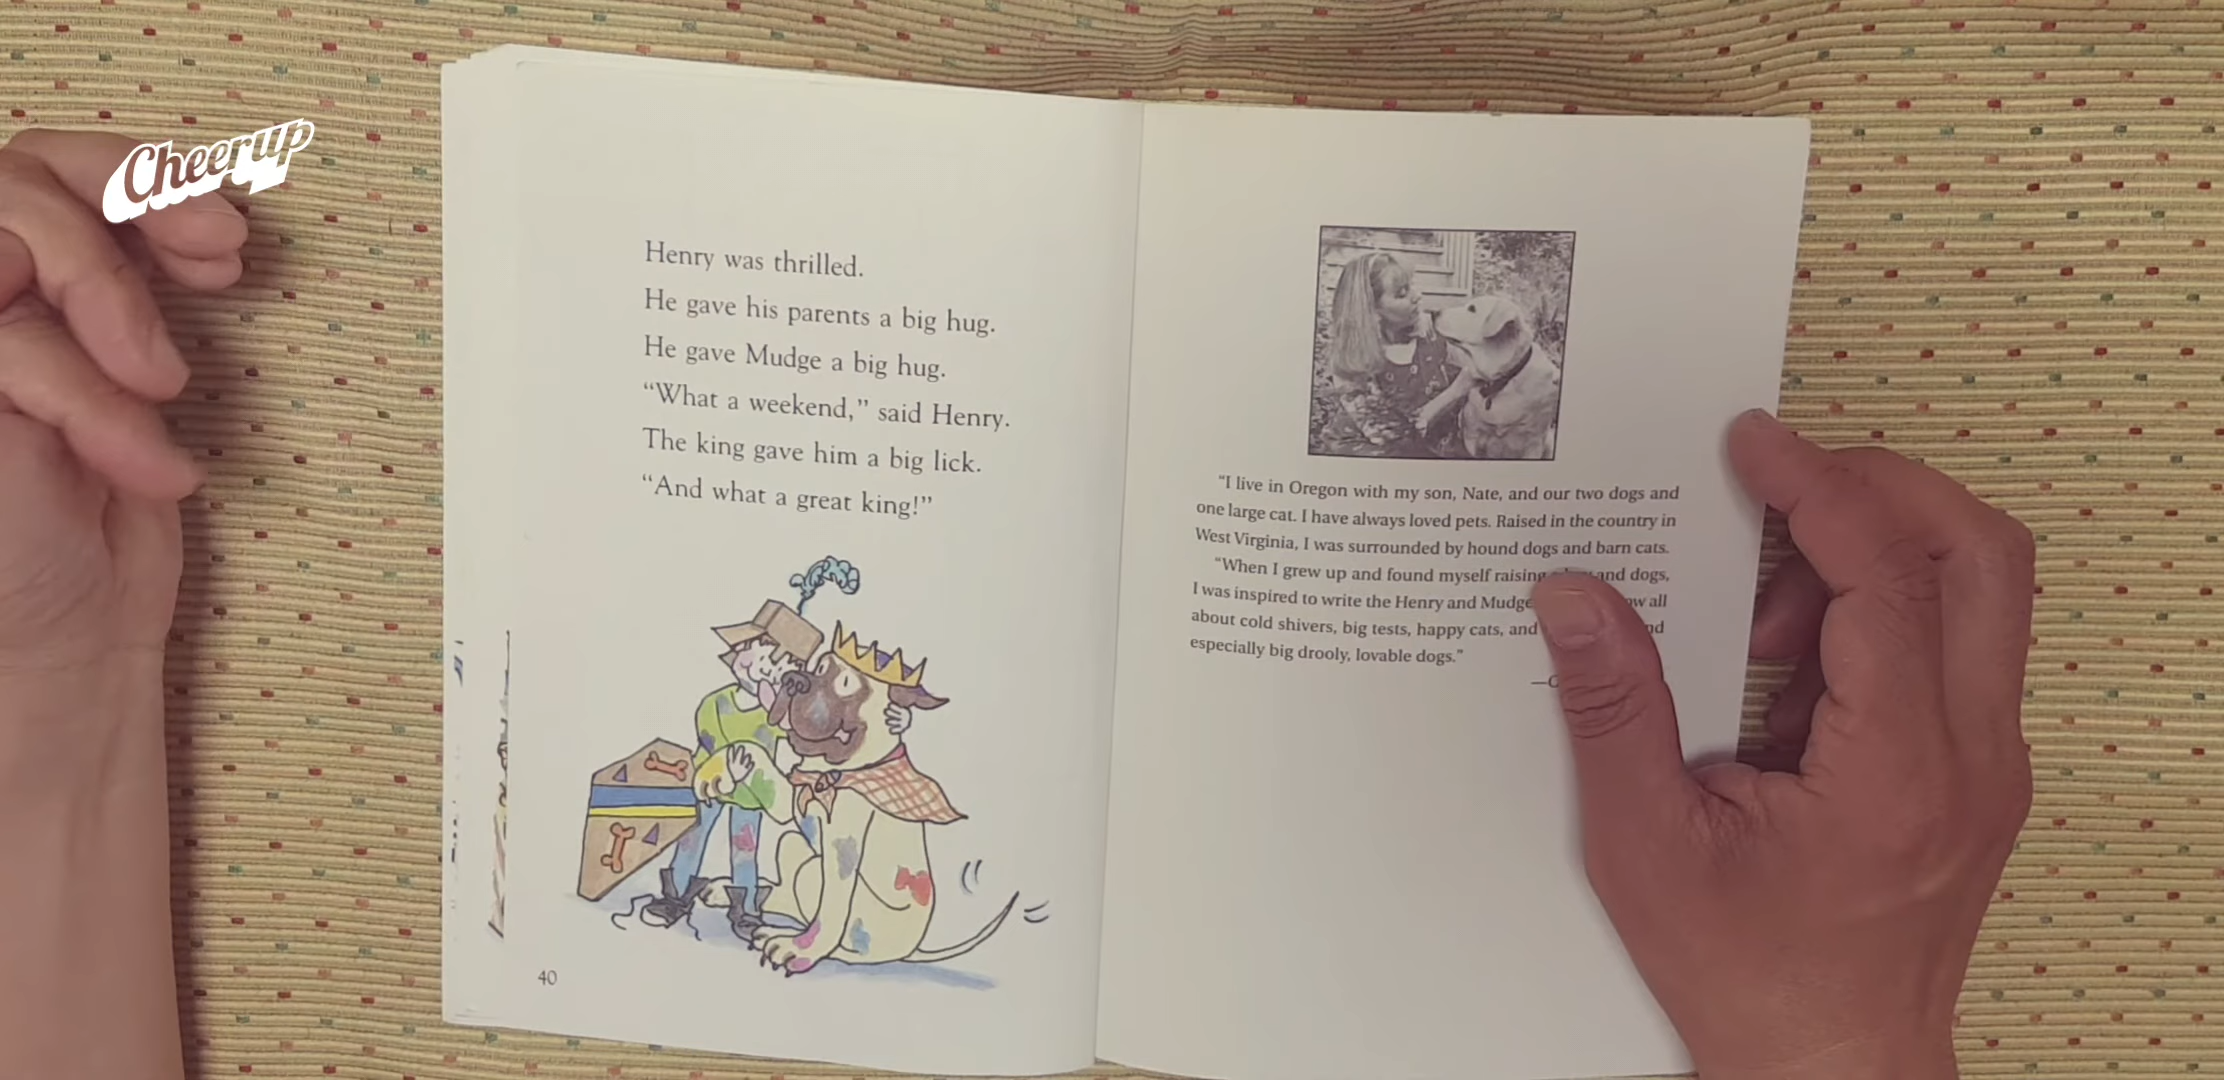 Cheerup
Henry was thrilled.
He gave his parents a big hug.
He gave Mudge a big hug.
“What a weekend,” said Henry.
The king gave him a big lick.
“And what a great king!”
40
“I live in Oregon with my son, Nate, and our two dogs and
one large cat. I have always loved pets. Raised in the country in
West Virginia, I was surrounded by hound dogs and barn cats.
“When I grew up and found myself raising and dogs,
I was inspired to write the Henry and Mudge all
about cold shivers, big tests, happy cats, and
especially big drooly, lovable dogs.”